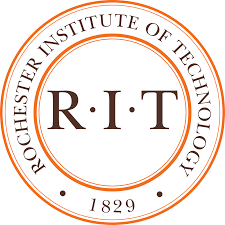 ROCHESTER INSTITUTE OF TECHNOLOGY
R·I·T
· 1829 ·